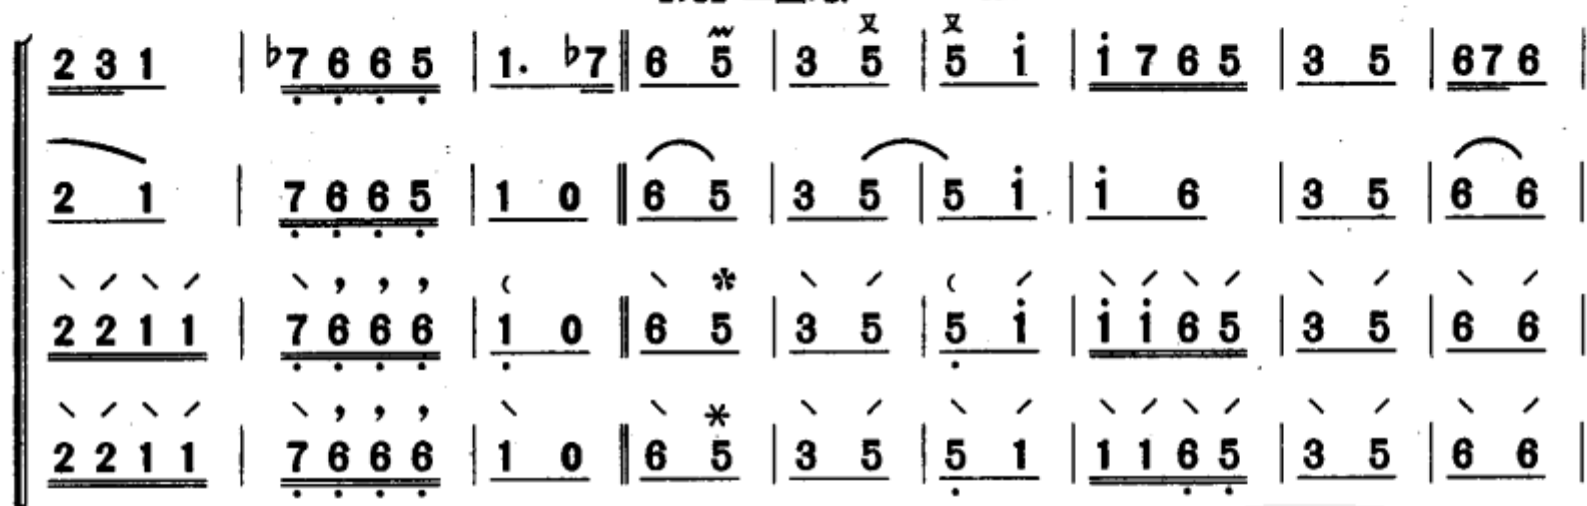 2 3 1 | ♭7 6 6 5 | 1. ♭7 || 6 5 | 3 5 | 5 i | i 7 6 5 | 3 5 | 6 7 6 |
2 1 | 7 6 6 5 | 1 0 || 6 5 | 3 5 | 5 i | i 6 | 3 5 | 6 6 |
2 2 1 1 | 7 6 6 6 | 1 0 || 6 5 | 3 5 | 5 i | i i 6 5 | 3 5 | 6 6 |
2 2 1 1 | 7 6 6 6 | 1 0 || 6 5 | 3 5 | 5 1 | 1 1 6 5 | 3 5 | 6 6 |